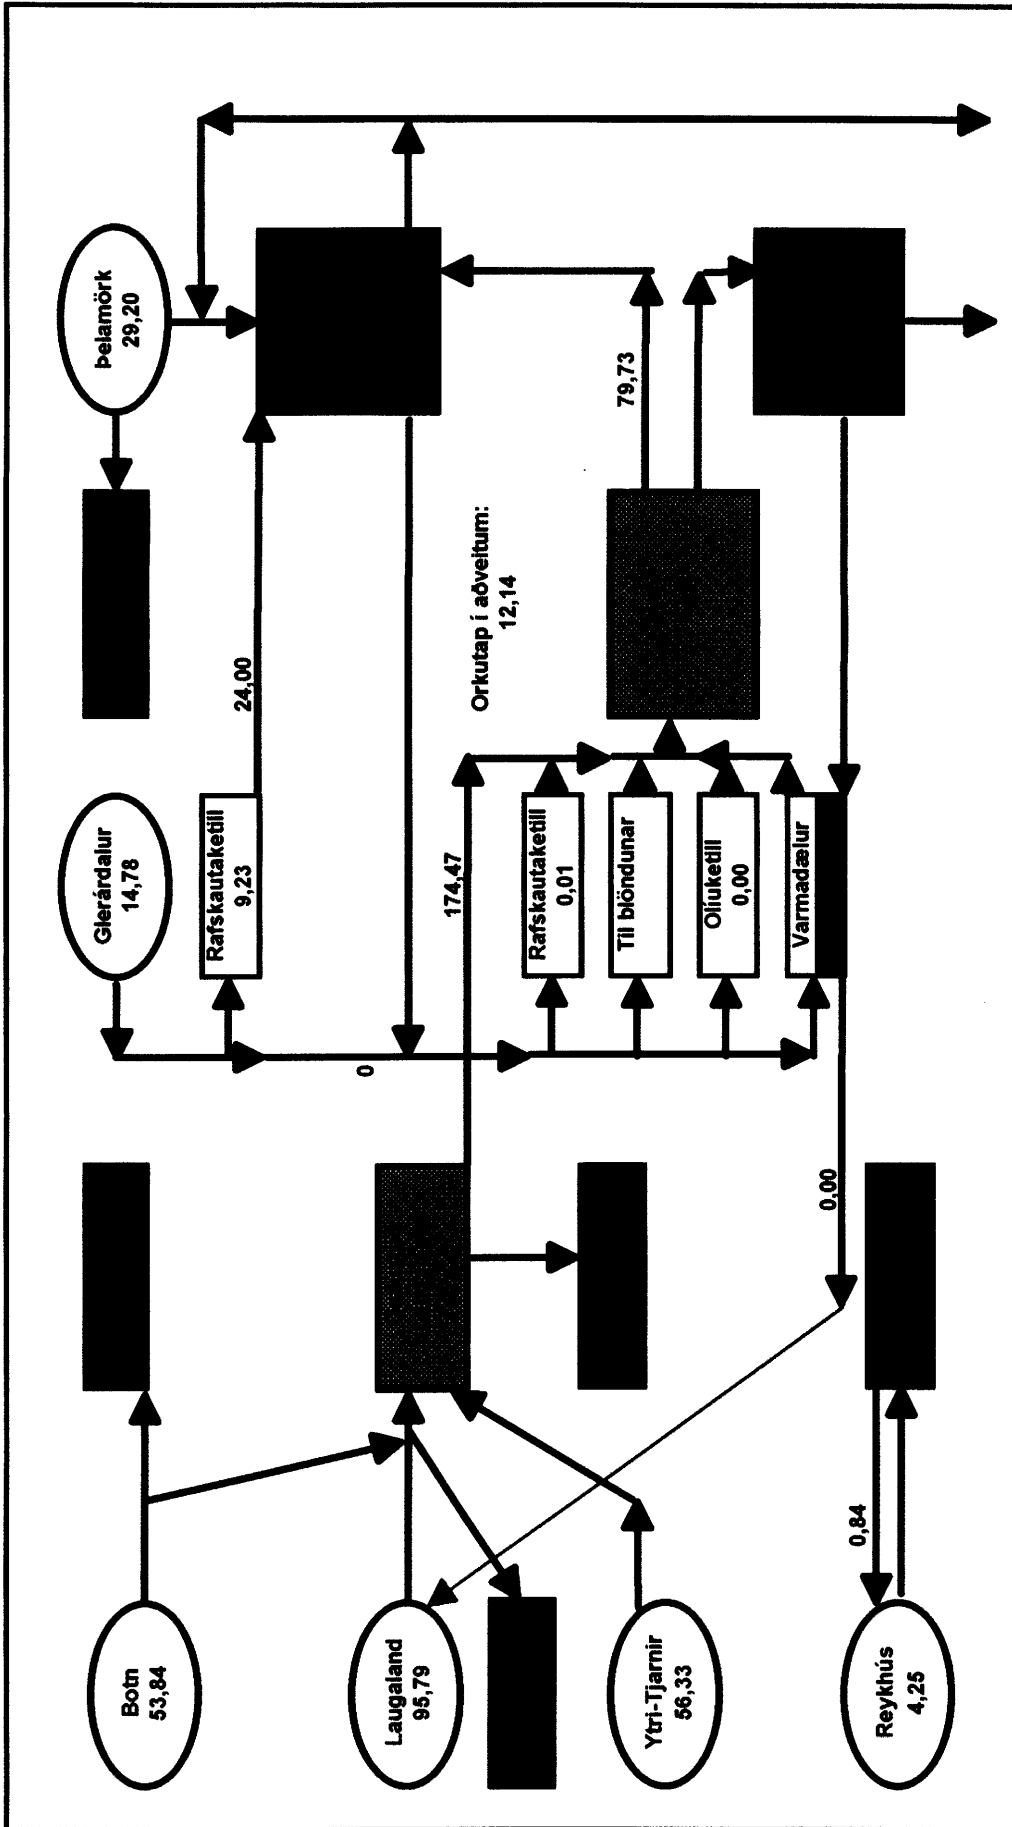 Botn
53,84
Laugaland
95,79
Ytri-Tjarnir
56,33
Reykhús
4,25
0,84
0,00
0
Glerárdalur
14,78
Rafskautaketill
9,23
174,47
Rafskautaketill
0,01
Til blöndunar
Olíuketill
0,00
Varmadælur
24,00
Orkutap í aðveitum:
12,14
Þelamörk
29,20
79,73